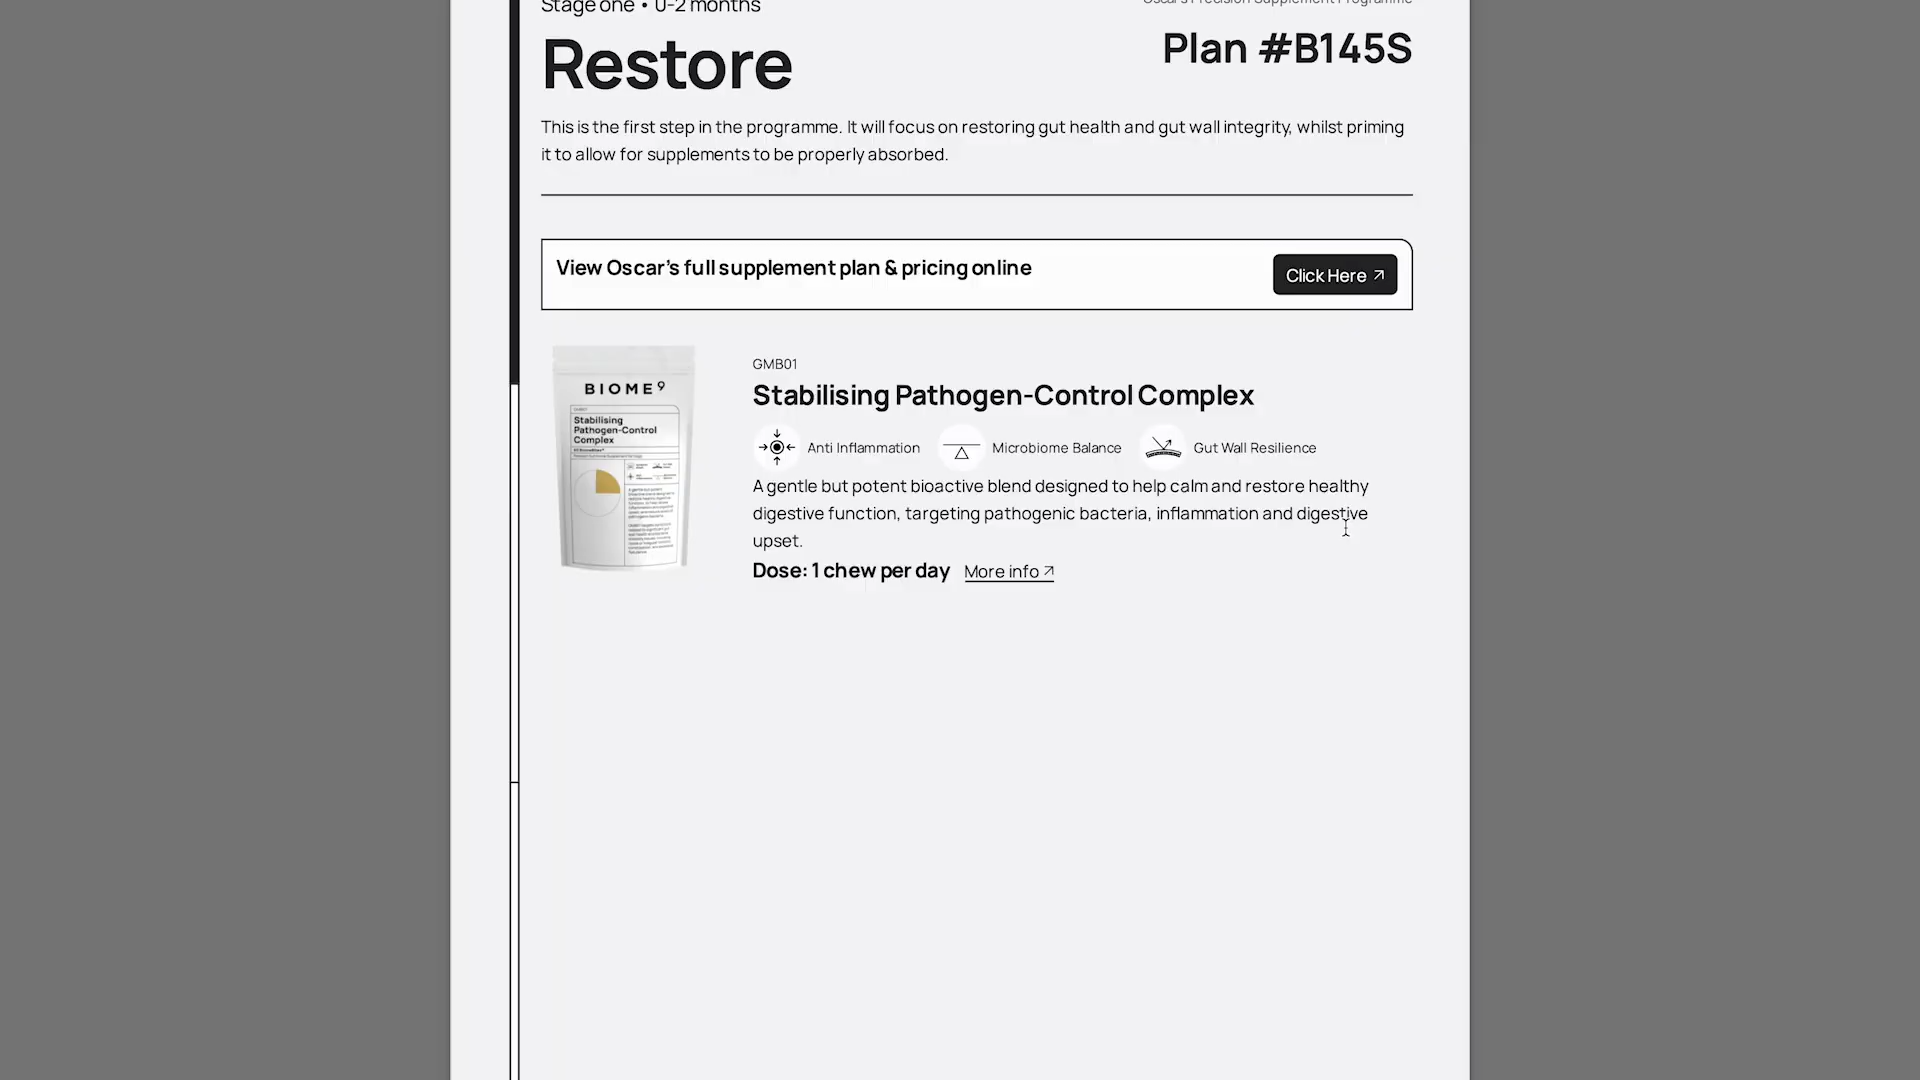 Stage one • 0-2 months
Oscar's Precision Supplement Programme
Restore
Plan #B145S
This is the first step in the programme. It will focus on restoring gut health and gut wall integrity, whilst priming
it to allow for supplements to be properly absorbed.
View Oscar's full supplement plan & pricing online
Click Here
BIOME9
Stabilising
Pathogen-Control
Complex
GMB01
Stabilising Pathogen-Control Complex
Anti Inflammation
Microbiome Balance
Gut Wall Resilience
A gentle but potent bioactive blend designed to help calm and restore healthy
digestive function, targeting pathogenic bacteria, inflammation and digestive
upset.
Dose: 1 chew per day
More info